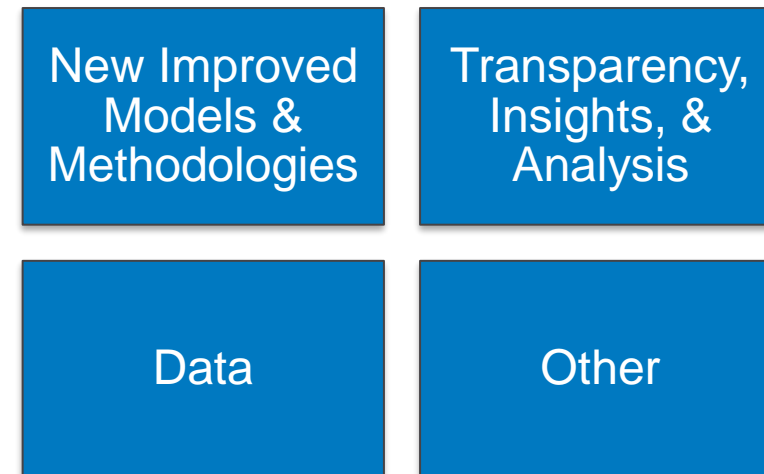 New Improved
Models &
Methodologies
Transparency,
Insights, &
Analysis
Data
Other